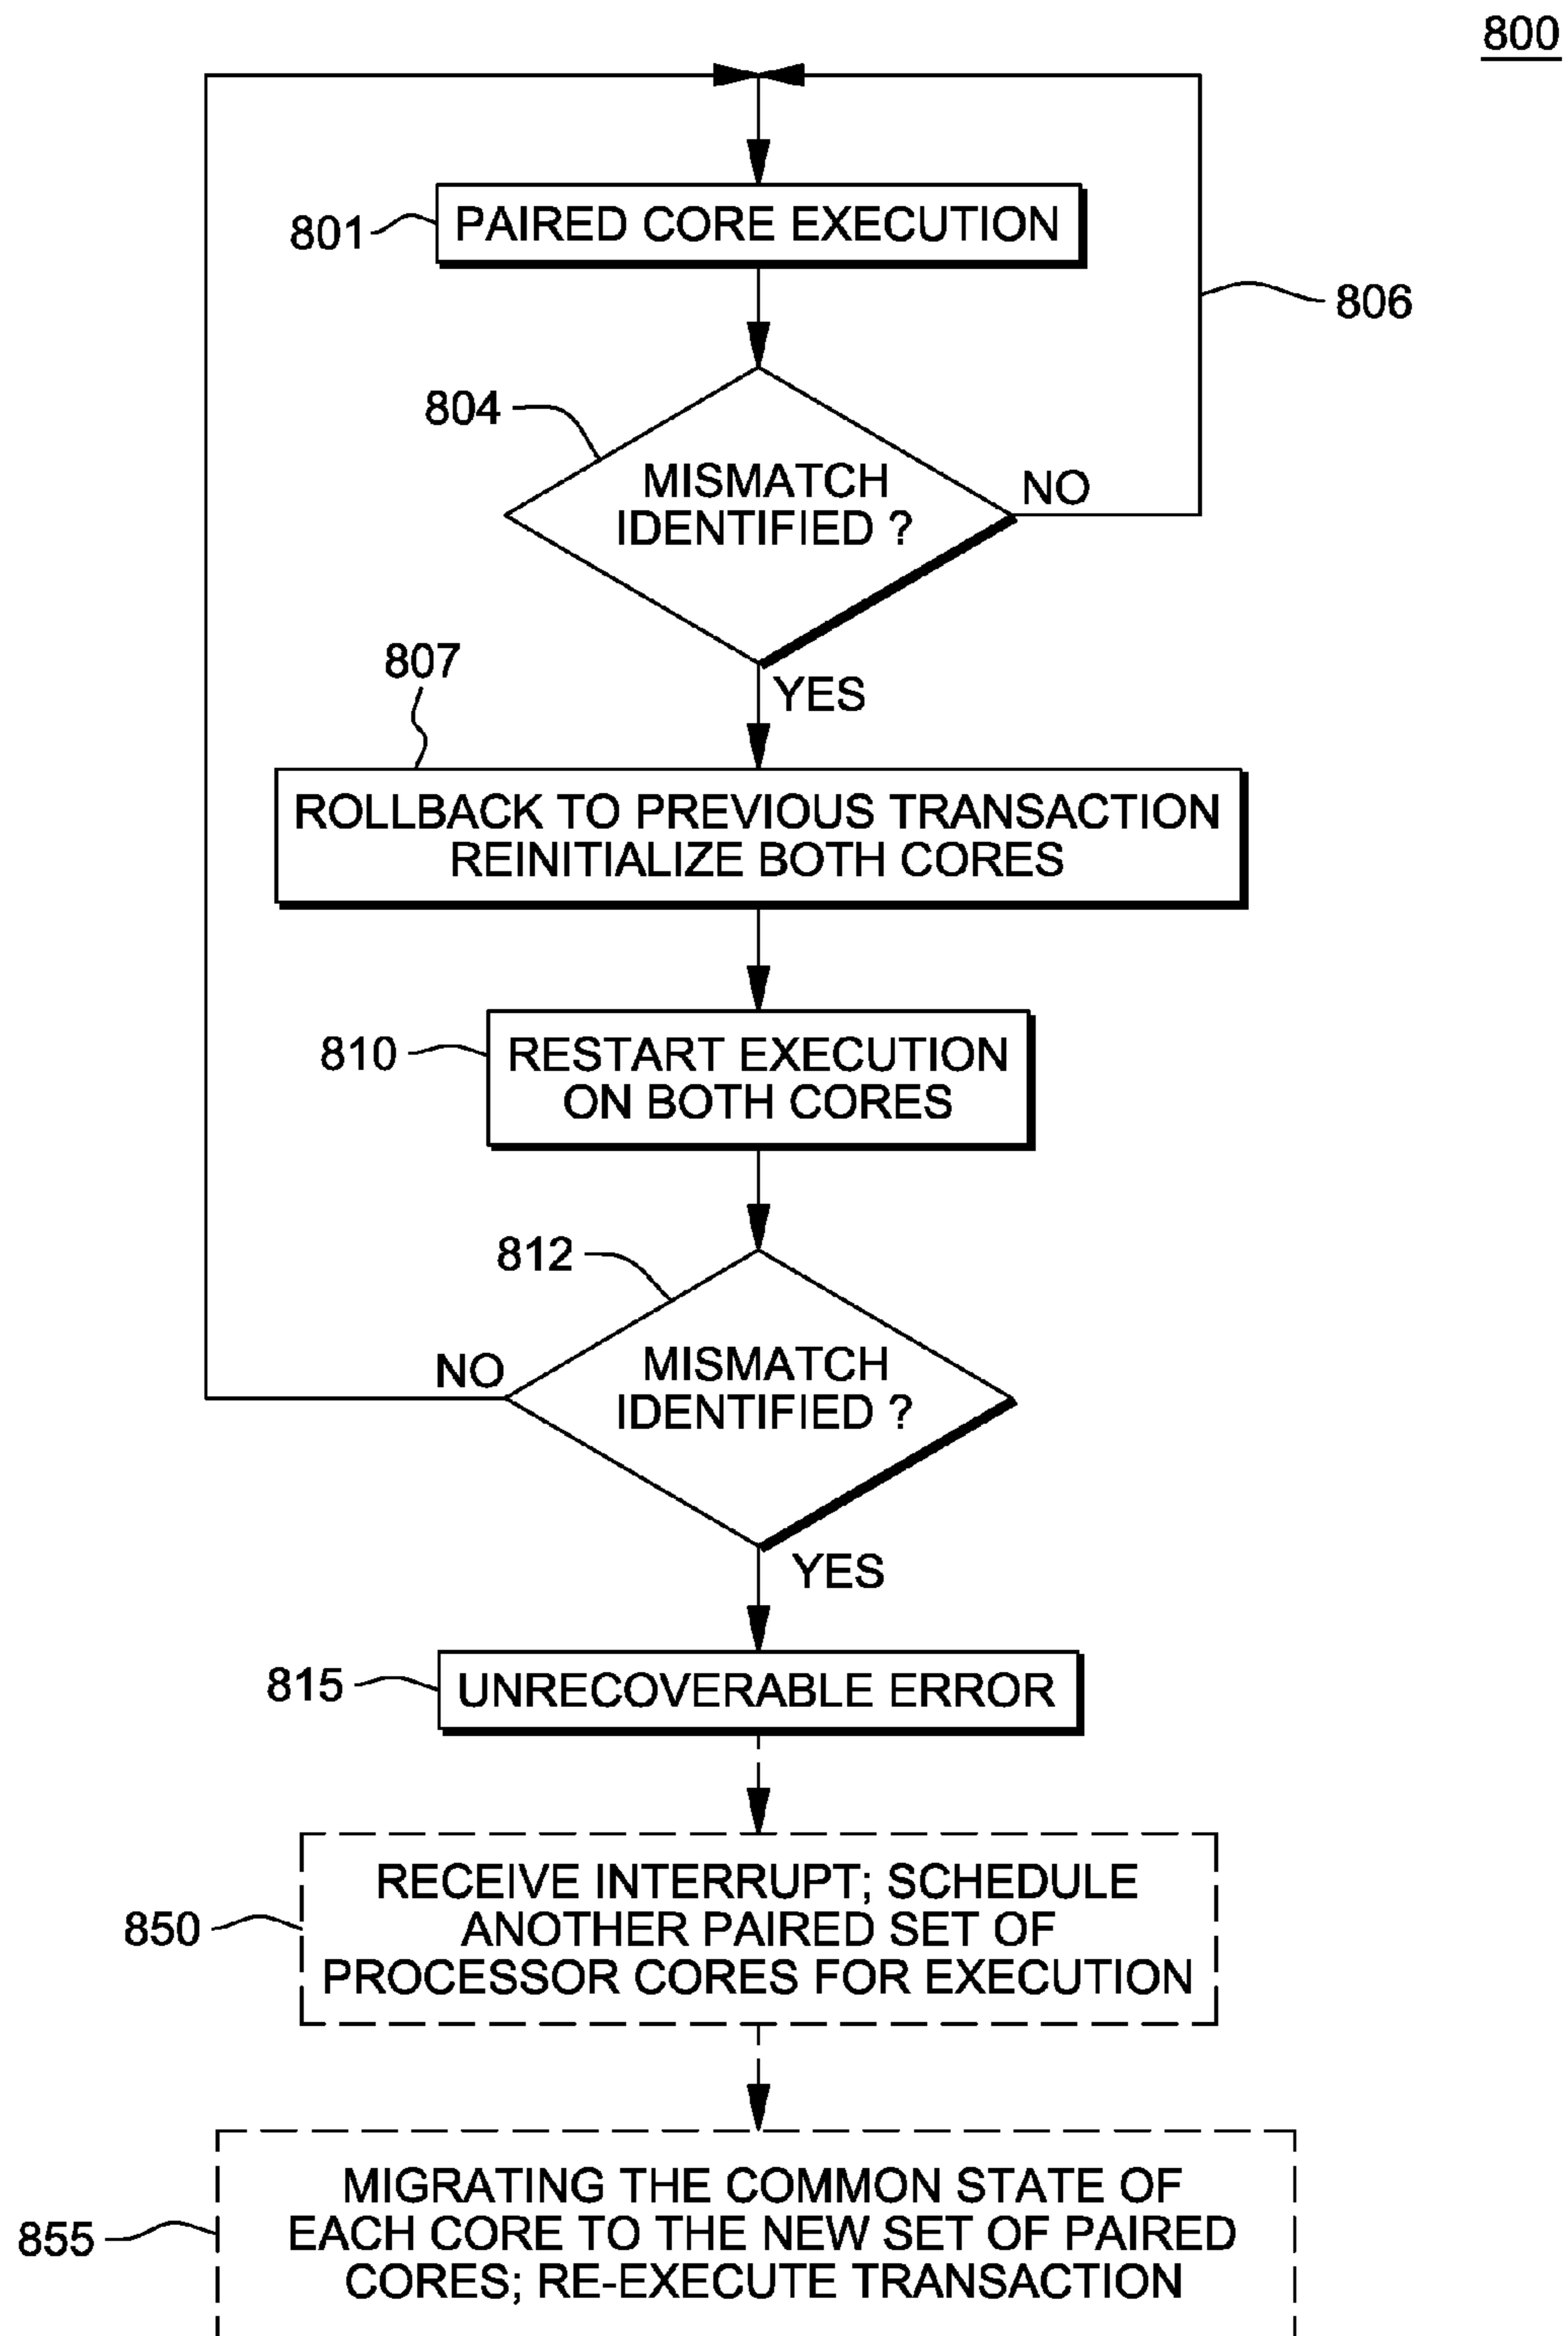 800
801
PAIRED CORE EXECUTION
806
804
MISMATCH
IDENTIFIED ?
NO
807
YES
ROLLBACK TO PREVIOUS TRANSACTION
REINITIALIZE BOTH CORES
810
RESTART EXECUTION
ON BOTH CORES
812
NO
MISMATCH
IDENTIFIED ?
YES
815
UNRECOVERABLE ERROR
850
RECEIVE INTERRUPT; SCHEDULE
ANOTHER PAIRED SET OF
PROCESSOR CORES FOR EXECUTION
855
MIGRATING THE COMMON STATE OF
EACH CORE TO THE NEW SET OF PAIRED
CORES; RE-EXECUTE TRANSACTION